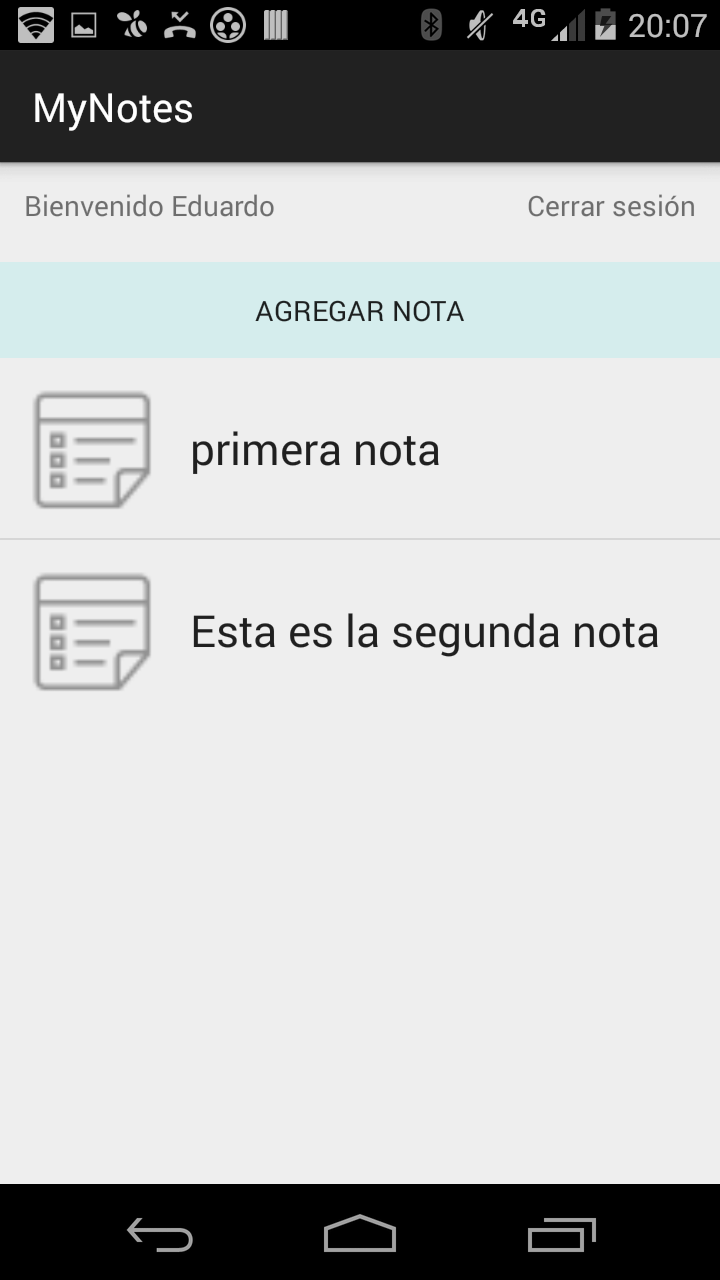 4G 20:07
MyNotes
Bienvenido Eduardo Cerrar sesión
AGREGAR NOTA
primera nota
Esta es la segunda nota